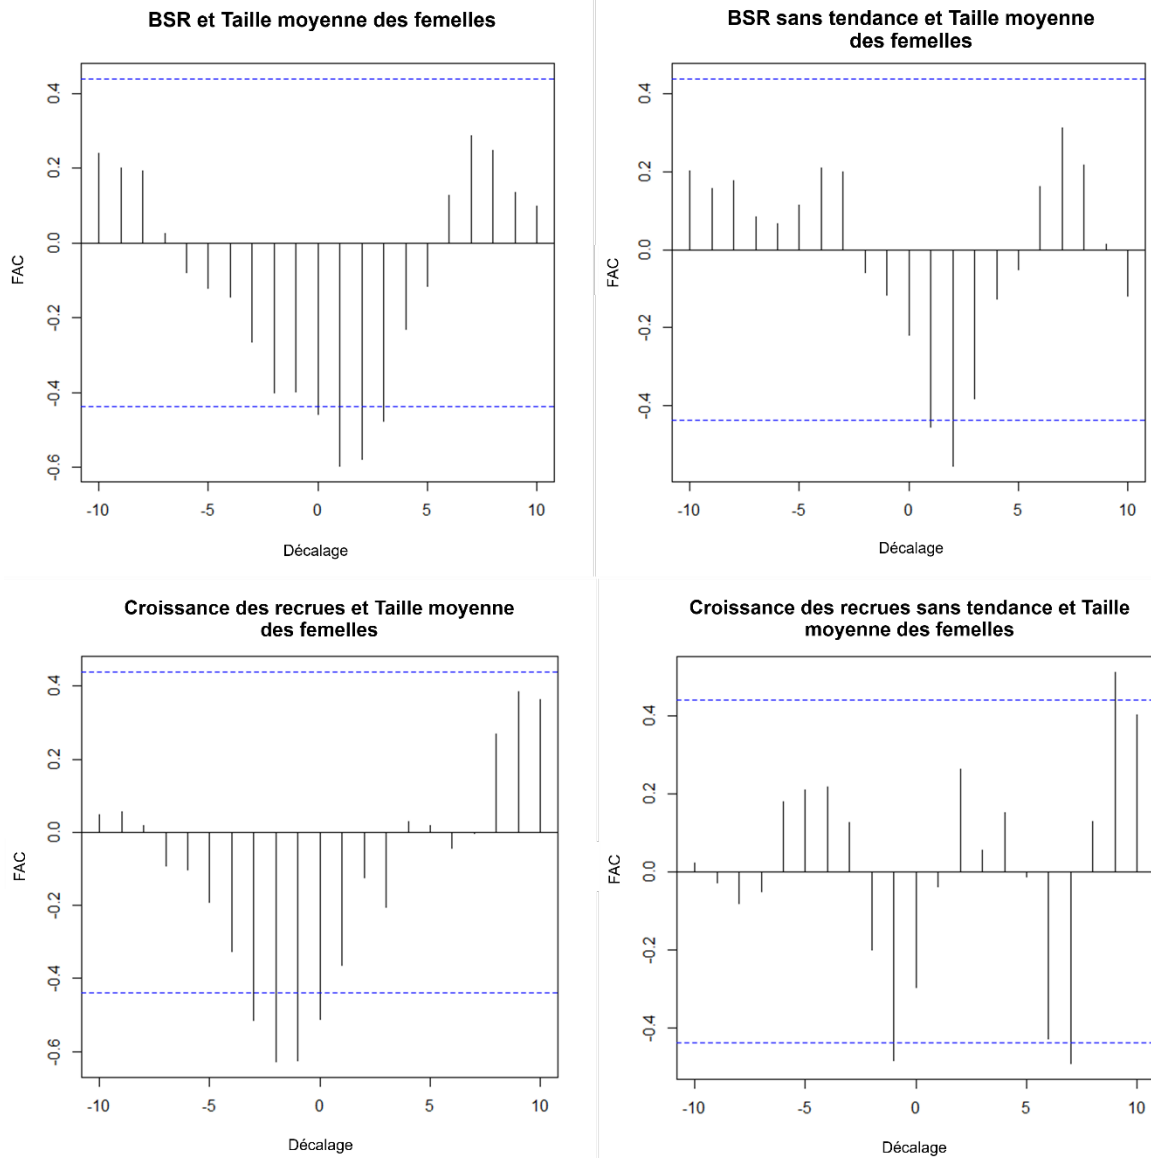 BSR et Taille moyenne des femelles
0.4
0.2
0.0
-0.2
-0.4
-0.6
FAC
-10
-5
0
5
10
Décalage
BSR sans tendance et Taille moyenne
des femelles
0.4
0.2
0.0
-0.2
-0.4
FAC
-10
-5
0
5
10
Décalage
Croissance des recrues et Taille moyenne
des femelles
0.4
0.2
0.0
-0.2
-0.4
-0.6
FAC
-10
-5
0
5
10
Décalage
Croissance des recrues sans tendance et Taille
moyenne des femelles
0.4
0.2
0.0
-0.2
-0.4
FAC
-10
-5
0
5
10
Décalage